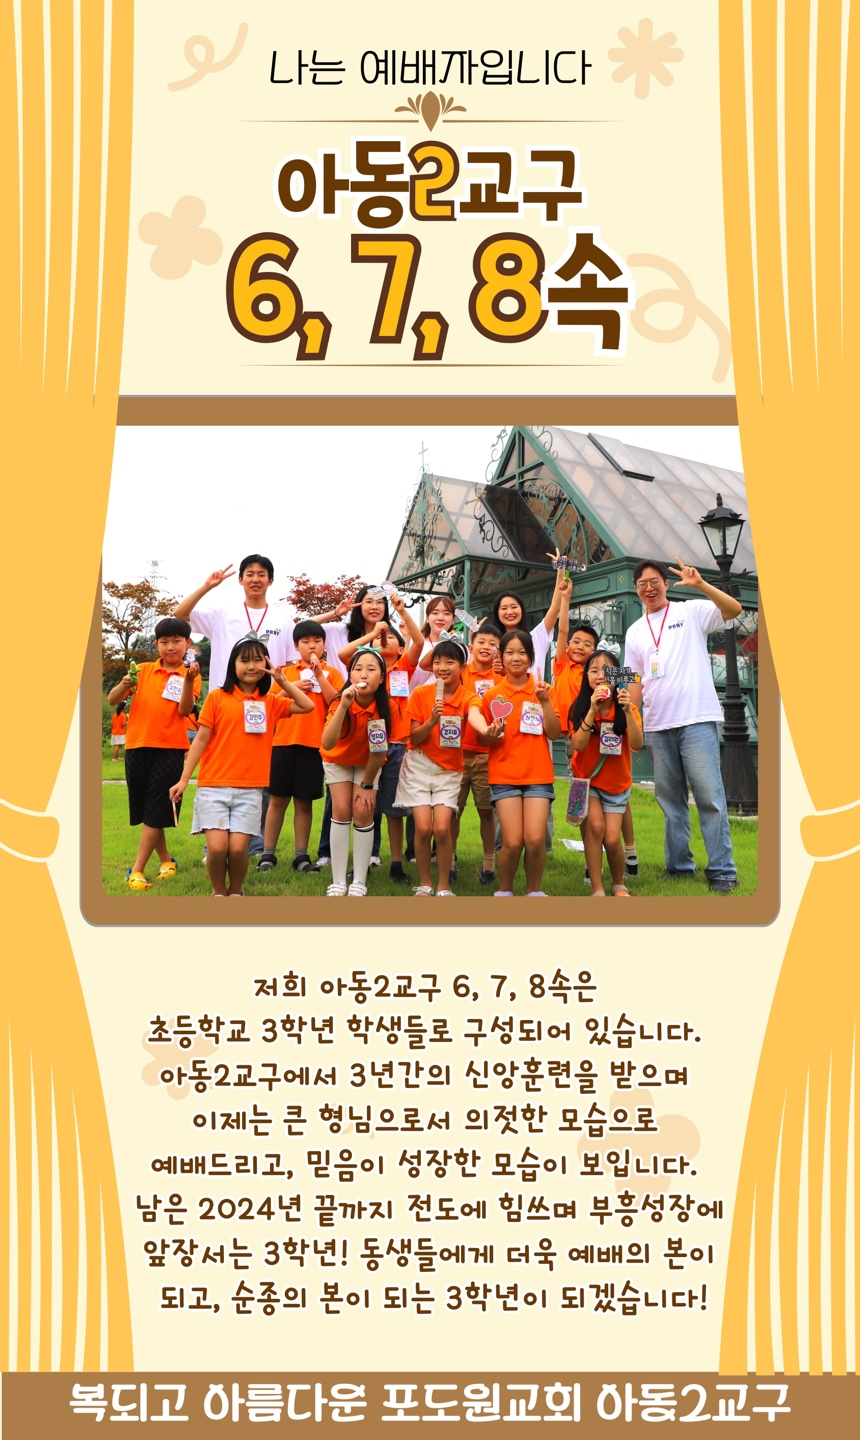 나는 예배자입니다
아동2교구
6, 7, 8속
저희 아동2교구 6, 7, 8속은
초등학교 3학년 학생들로 구성되어 있습니다.
아동2교구에서 3년간의 신앙훈련을 받으며
이제는 큰 형님으로서 의젓한 모습으로
예배드리고, 믿음이 성장한 모습이 보입니다.
남은 2024년 끝까지 전도에 힘쓰며 부흥성장에
앞장서는 3학년! 동생들에게 더욱 예배의 본이
되고, 순종의 본이 되는 3학년이 되겠습니다!
복되고 아름다운 포도원교회 아동2교구